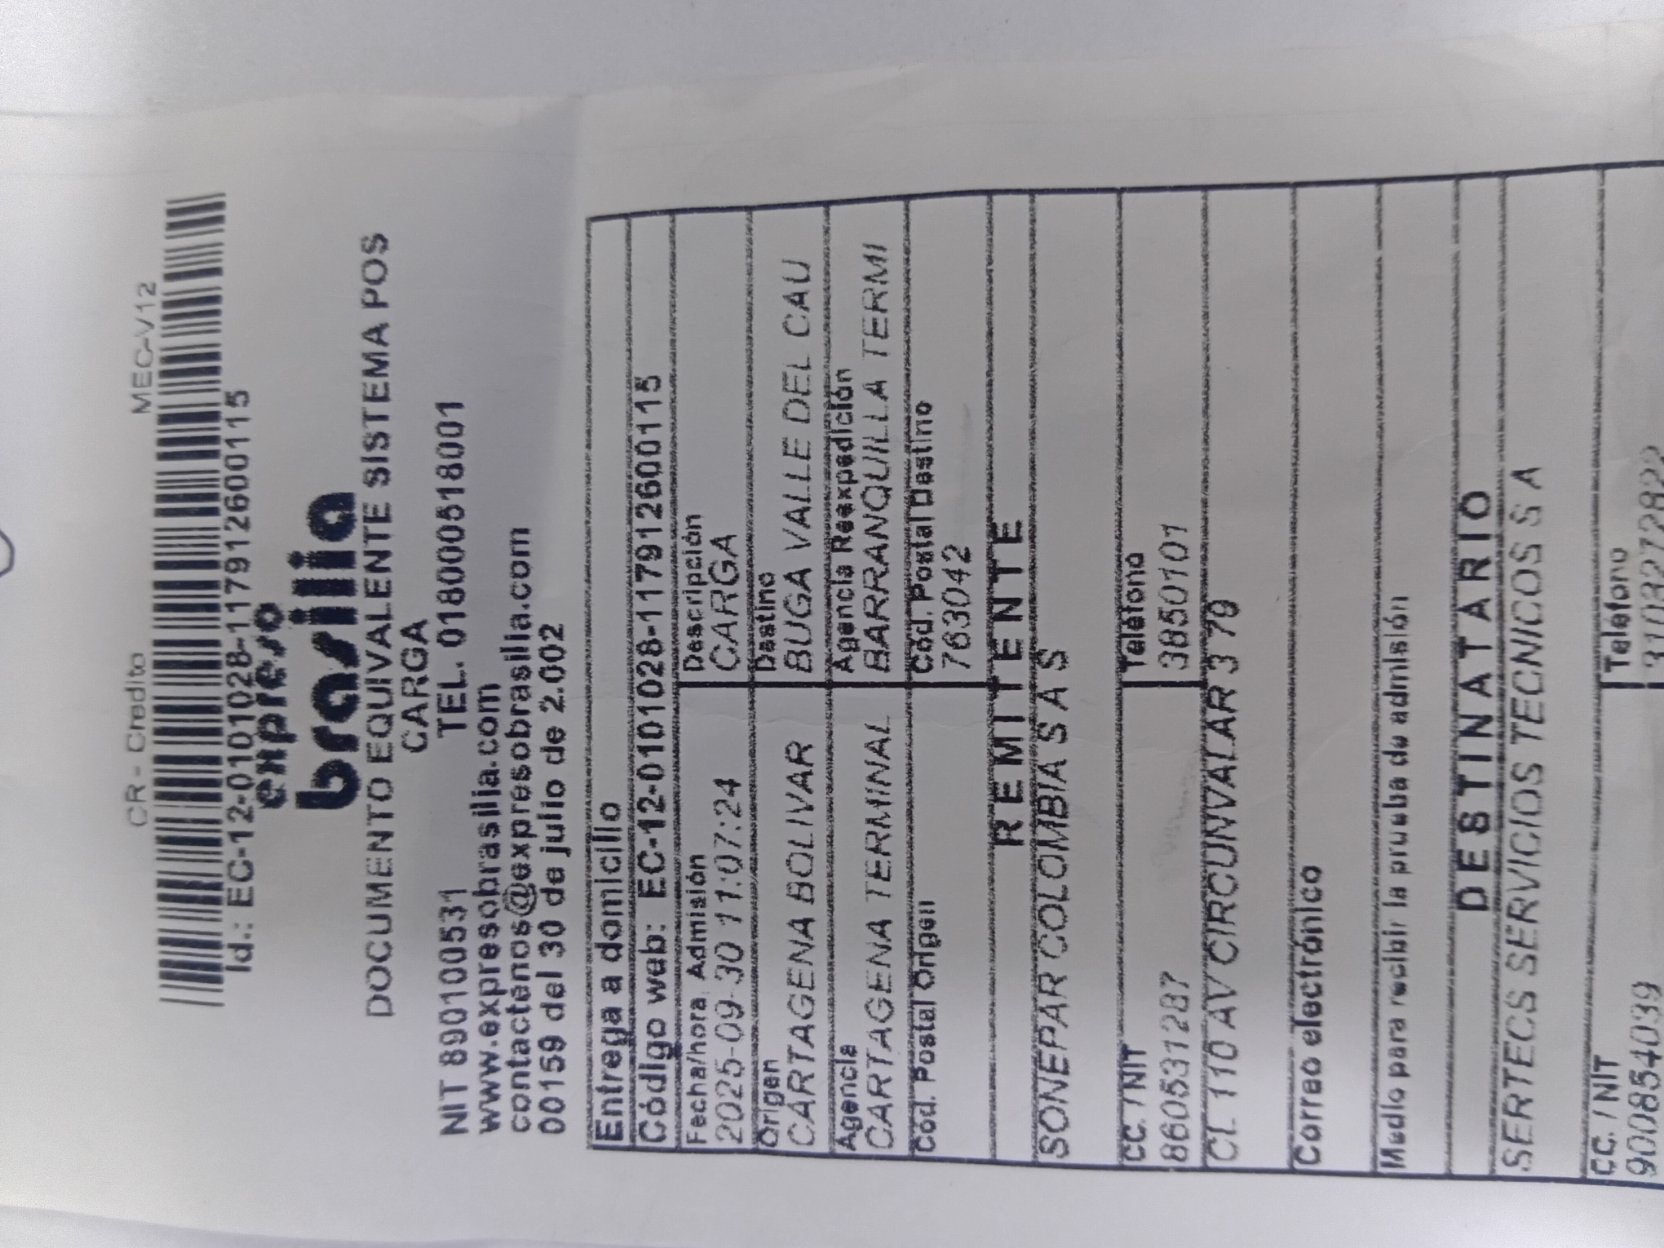 CR - Credito MEC-V12
Id.: EC-12-0101028-117912600115
expreso
brasilia
DOCUMENTO EQUIVALENTE SISTEMA POS
CARGA
NIT 890100531 TEL. 018000518001
www.expresobrasilia.com
contactenos@expresobrasilia.com
00159 del 30 de julio de 2.002
Entrega a domicilio
Código web: EC-12-0101028-117912600115
Fecha/hora Admisión Descripción
2025-09-30 11:07:24 CARGA
Origen Destino
CARTAGENA BOLIVAR BUGA VALLE DEL CAU
Agencia Agencia Reexpedición
CARTAGENA TERMINAL BARRANQUILLA TERMI
Cód. Postal Origen Cód. Postal Destino
763042
REMITENTE
SONEPAR COLOMBIA S A S
CC. / NIT Teléfono
860531287 3850101
CL 110 AV CIRCUNVALAR 3 79
Correo electrónico
Medio para recibir la prueba de admisión
DESTINATARIO
SERTECS SERVICIOS TECNICOS S A
CC. / NIT Teléfono
900854039